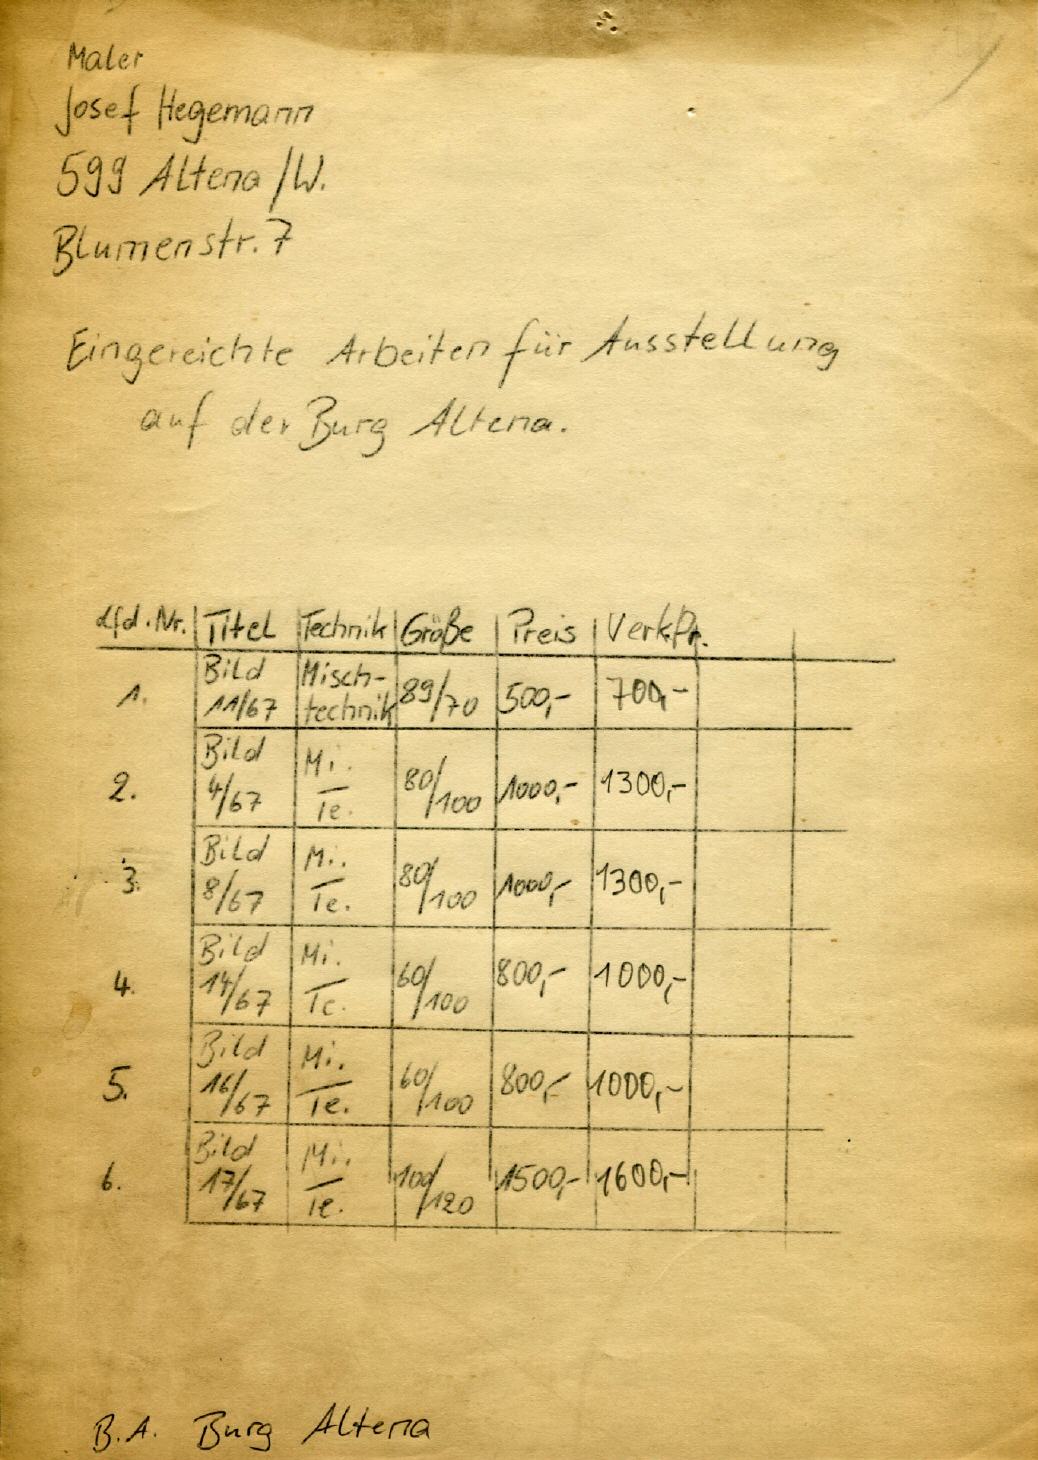 Maler
Josef Hegemann
599 Altena/W.
Blumenstr. 7
Eingereichte Arbeiten für Ausstellung
auf der Burg Altena.
Lfd. Nr. Titel Technik Größe Preis Verk.Pr.
1. Bild 11/67 Misch-technik 89/70 500,- 700,-
2. Bild 4/67 Mi. Te. 80/100 1000,- 1300,-
3. Bild 8/67 Mi. Te. 80/100 1000,- 1300,-
4. Bild 14/67 Mi. Te. 60/100 800,- 1000,-
5. Bild 16/67 Mi. Te. 60/100 800,- 1000,-
6. Bild 17/67 Mi. Te. 100/120 1500,- 1600,-
B.A. Burg Altena